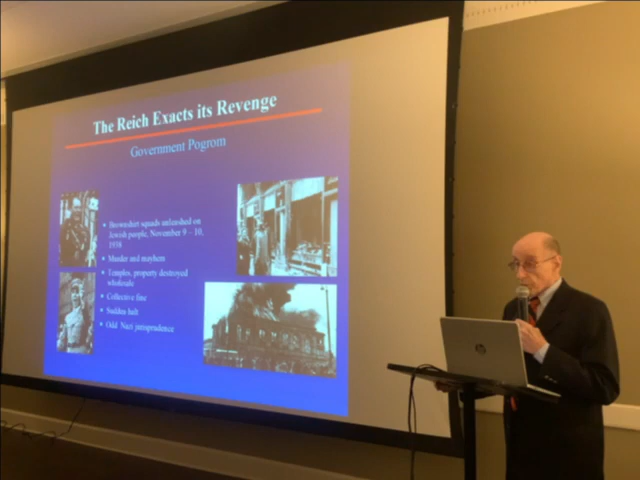 The Reich Exacts its Revenge
Government Pogrom
Brownshirt squads unleashed on
Jewish people, November 9 – 10,
1938
Murder and mayhem
Temples, property destroyed
wholesale
Collective fine
Sudden halt
Odd Nazi jurisprudence
hp